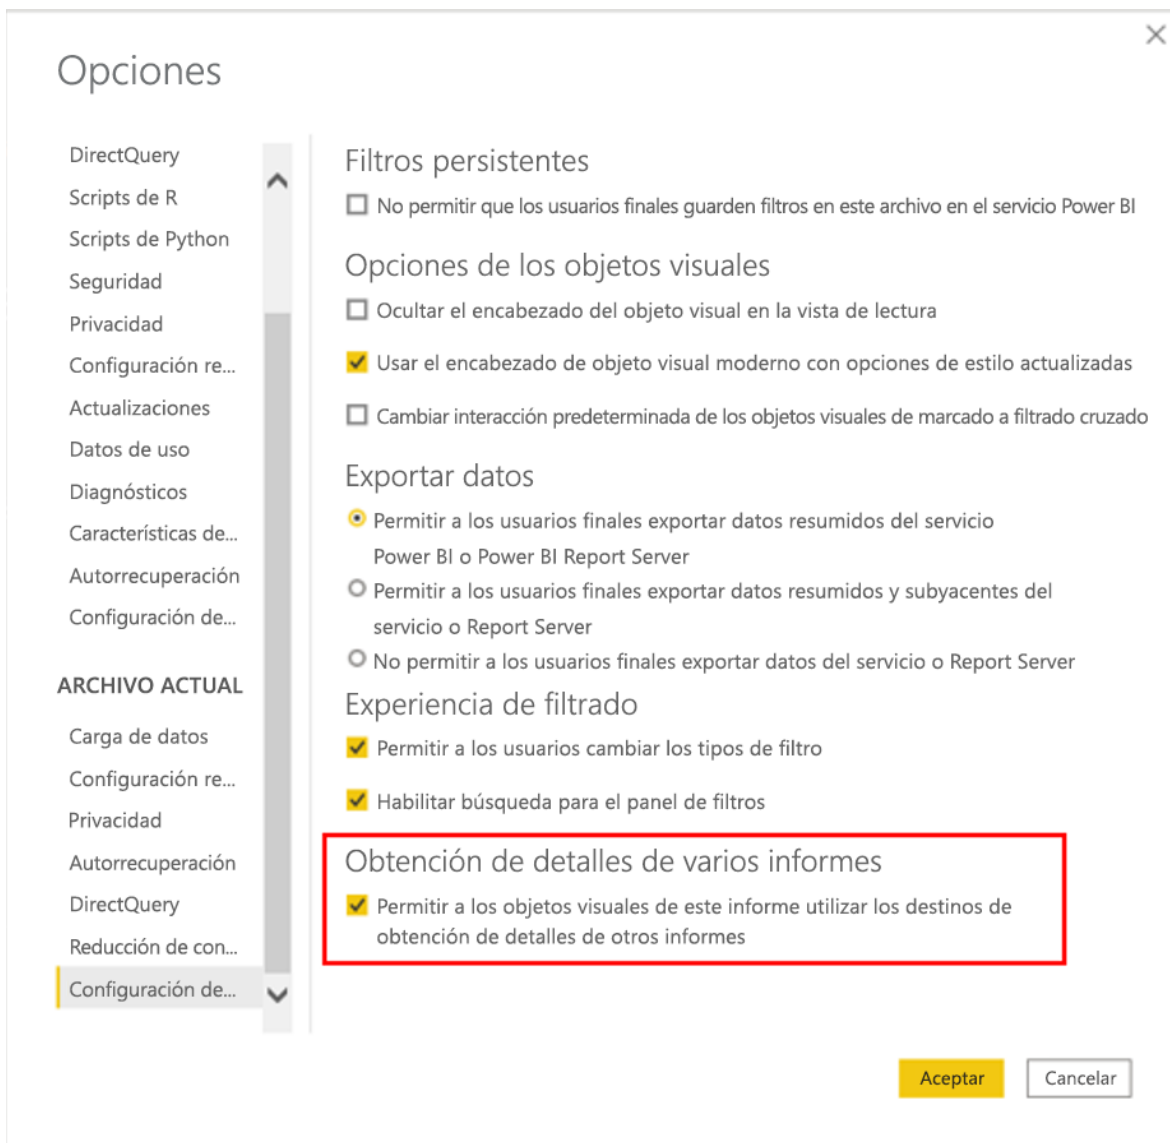 Opciones
DirectQuery
Scripts de R
Scripts de Python
Seguridad
Privacidad
Configuración re...
Actualizaciones
Datos de uso
Diagnósticos
Características de...
Autorrecuperación
Configuración de...
ARCHIVO ACTUAL
Carga de datos
Configuración re...
Privacidad
Autorrecuperación
DirectQuery
Reducción de con...
Configuración de...
Filtros persistentes
No permitir que los usuarios finales guarden filtros en este archivo en el servicio Power BI
Opciones de los objetos visuales
Ocultar el encabezado del objeto visual en la vista de lectura
Usar el encabezado de objeto visual moderno con opciones de estilo actualizadas
Cambiar interacción predeterminada de los objetos visuales de marcado a filtrado cruzado
Exportar datos
Permitir a los usuarios finales exportar datos resumidos del servicio
Power BI o Power BI Report Server
Permitir a los usuarios finales exportar datos resumidos y subyacentes del
servicio o Report Server
No permitir a los usuarios finales exportar datos del servicio o Report Server
Experiencia de filtrado
Permitir a los usuarios cambiar los tipos de filtro
Habilitar búsqueda para el panel de filtros
Obtención de detalles de varios informes
Permitir a los objetos visuales de este informe utilizar los destinos de
obtención de detalles de otros informes
Aceptar
Cancelar